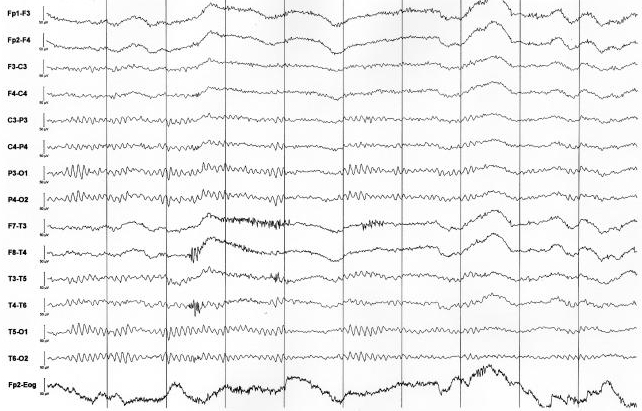 Fp1-F3
Fp2-F4
F3-C3
F4-C4
C3-P3
C4-P4
P3-O1
P4-O2
F7-T3
F8-T4
T3-T5
T4-T6
T5-O1
T6-O2
Fp2-Eog